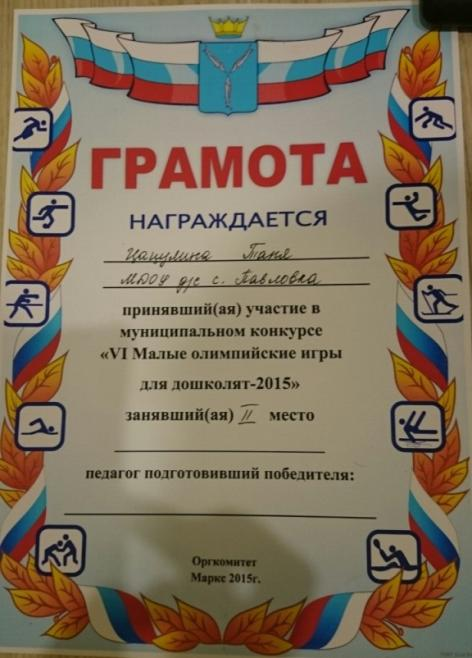 ГРАМОТА
НАГРАЖДАЕТСЯ
Цацулина Таня
МДОУ д/с с. Павловка
принявший(ая) участие в
муниципальном конкурсе
«VI Малые олимпийские игры
для дошколят-2015»
занявший(ая) II место
педагог подготовивший победителя:
Оргкомитет
Маркс 2015г.